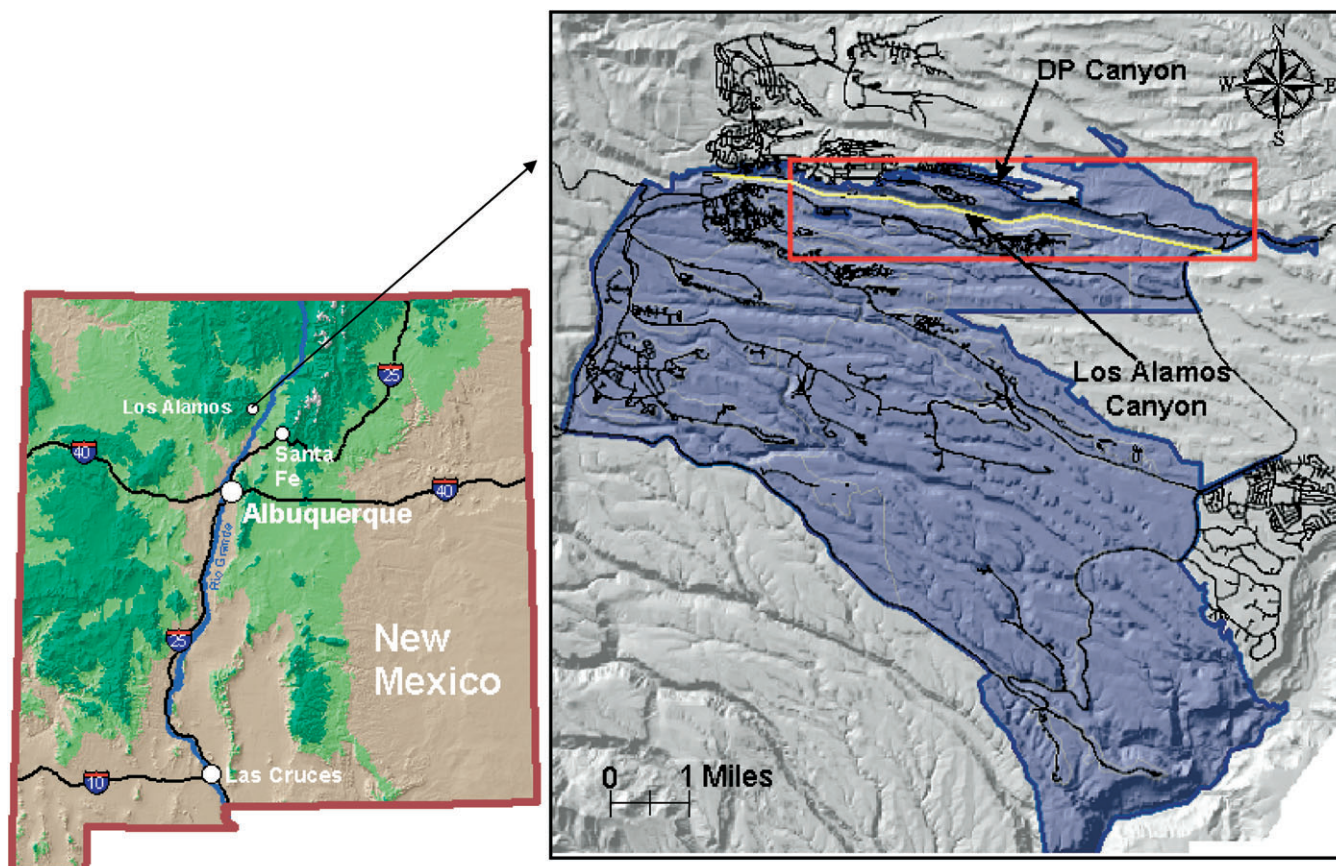 25
Los Alamos
Santa
Fe
40
40
Albuquerque
Rio Grande
New
Mexico
25
Las Cruces
10
DP Canyon
N
W
E
S
Los Alamos
Canyon
0 1 Miles